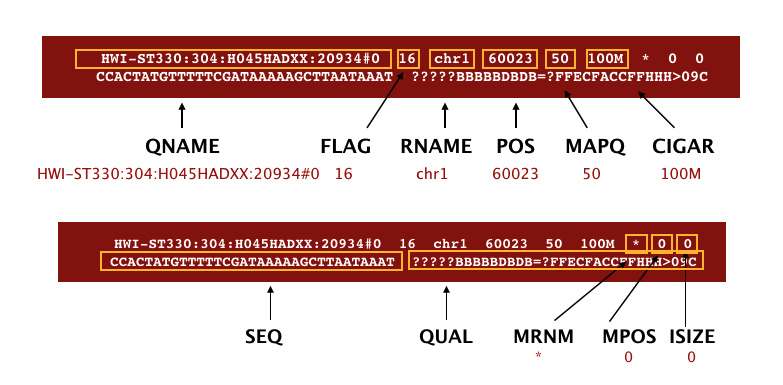 HWI-ST330:304:H045HADXX:20934#0 16 chr1 60023 50 100M * 0 0
CCACTATGTTTTTCGATAAAAAGCTTAATAAAT ?????BBBBBDBDB=?FFECFACCFFHHH>09C
QNAME FLAG RNAME POS MAPQ CIGAR
HWI-ST330:304:H045HADXX:20934#0 16 chr1 60023 50 100M
HWI-ST330:304:H045HADXX:20934#0 16 chr1 60023 50 100M * 0 0
CCACTATGTTTTTCGATAAAAAGCTTAATAAAT ?????BBBBBDBDB=?FFECFACCFFHHH>09C
SEQ QUAL MRNM MPOS ISIZE
* 0 0